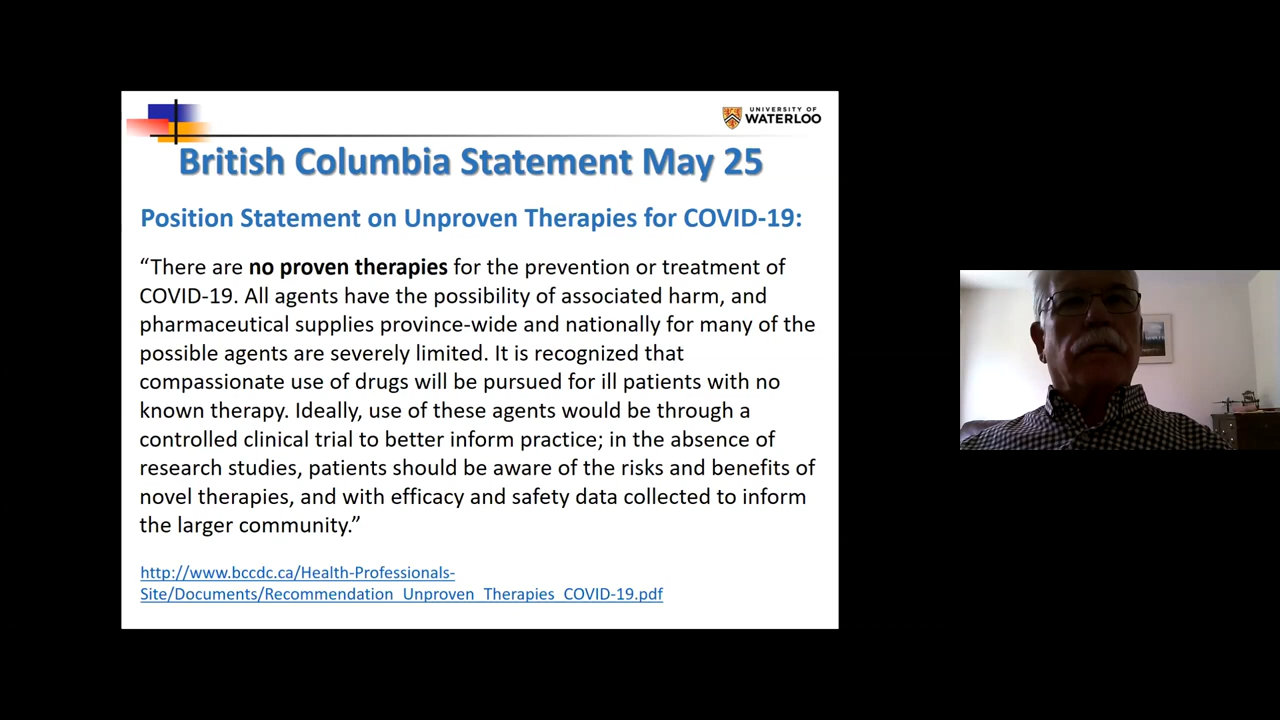 UNIVERSITY OF
WATERLOO
British Columbia Statement May 25
Position Statement on Unproven Therapies for COVID-19:
“There are no proven therapies for the prevention or treatment of
COVID-19. All agents have the possibility of associated harm, and
pharmaceutical supplies province-wide and nationally for many of the
possible agents are severely limited. It is recognized that
compassionate use of drugs will be pursued for ill patients with no
known therapy. Ideally, use of these agents would be through a
controlled clinical trial to better inform practice; in the absence of
research studies, patients should be aware of the risks and benefits of
novel therapies, and with efficacy and safety data collected to inform
the larger community.”
http://www.bccdc.ca/Health-Professionals-
Site/Documents/Recommendation_Unproven_Therapies_COVID-19.pdf